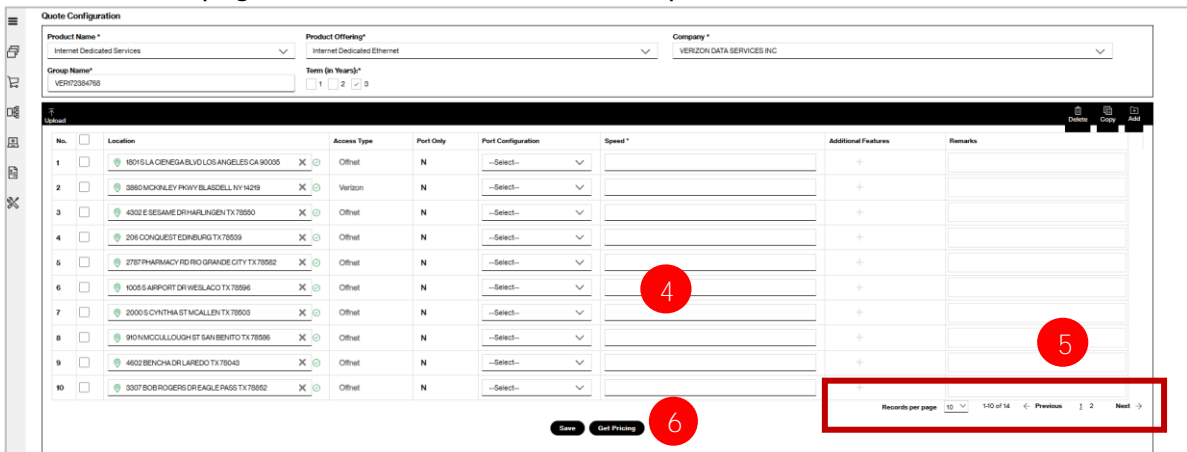 Quote Configuration
Product Name * Product Offering* Company *
Internet Dedicated Services Internet Dedicated Ethernet VERIZON DATA SERVICES INC
Group Name* Term (in Years):*
VERI72384768 1 2 3
Upload Delete Copy Add
No. Location Access Type Port Only Port Configuration Speed * Additional Features Remarks
1 1801 S LA CIENEGA BLVD LOS ANGELES CA 90035 Offnet N --Select--
2 3860 MCKINLEY PKWY BLASDELL NY 14219 Verizon N --Select--
3 4302 E SESAME DR HARLINGEN TX 78550 Offnet N --Select--
4 206 CONQUEST EDINBURG TX 78539 Offnet N --Select--
5 2787 PHARMACY RD RIO GRANDE CITY TX 78582 Offnet N --Select--
6 1005 S AIRPORT DR WESLACO TX 78596 Offnet N --Select-- 4
7 2000 S CYNTHIA ST MCALLEN TX 78503 Offnet N --Select--
8 910 N MCCULLOUGH ST SAN BENITO TX 78586 Offnet N --Select-- 5
9 4602 BENCHA DR LAREDO TX 78043 Offnet N --Select--
10 3307 BOB ROGERS DR EAGLE PASS TX 78852 Offnet N --Select--
Records per page 10 1-10 of 14 ← Previous 1 2 Next →
Save Get Pricing 6